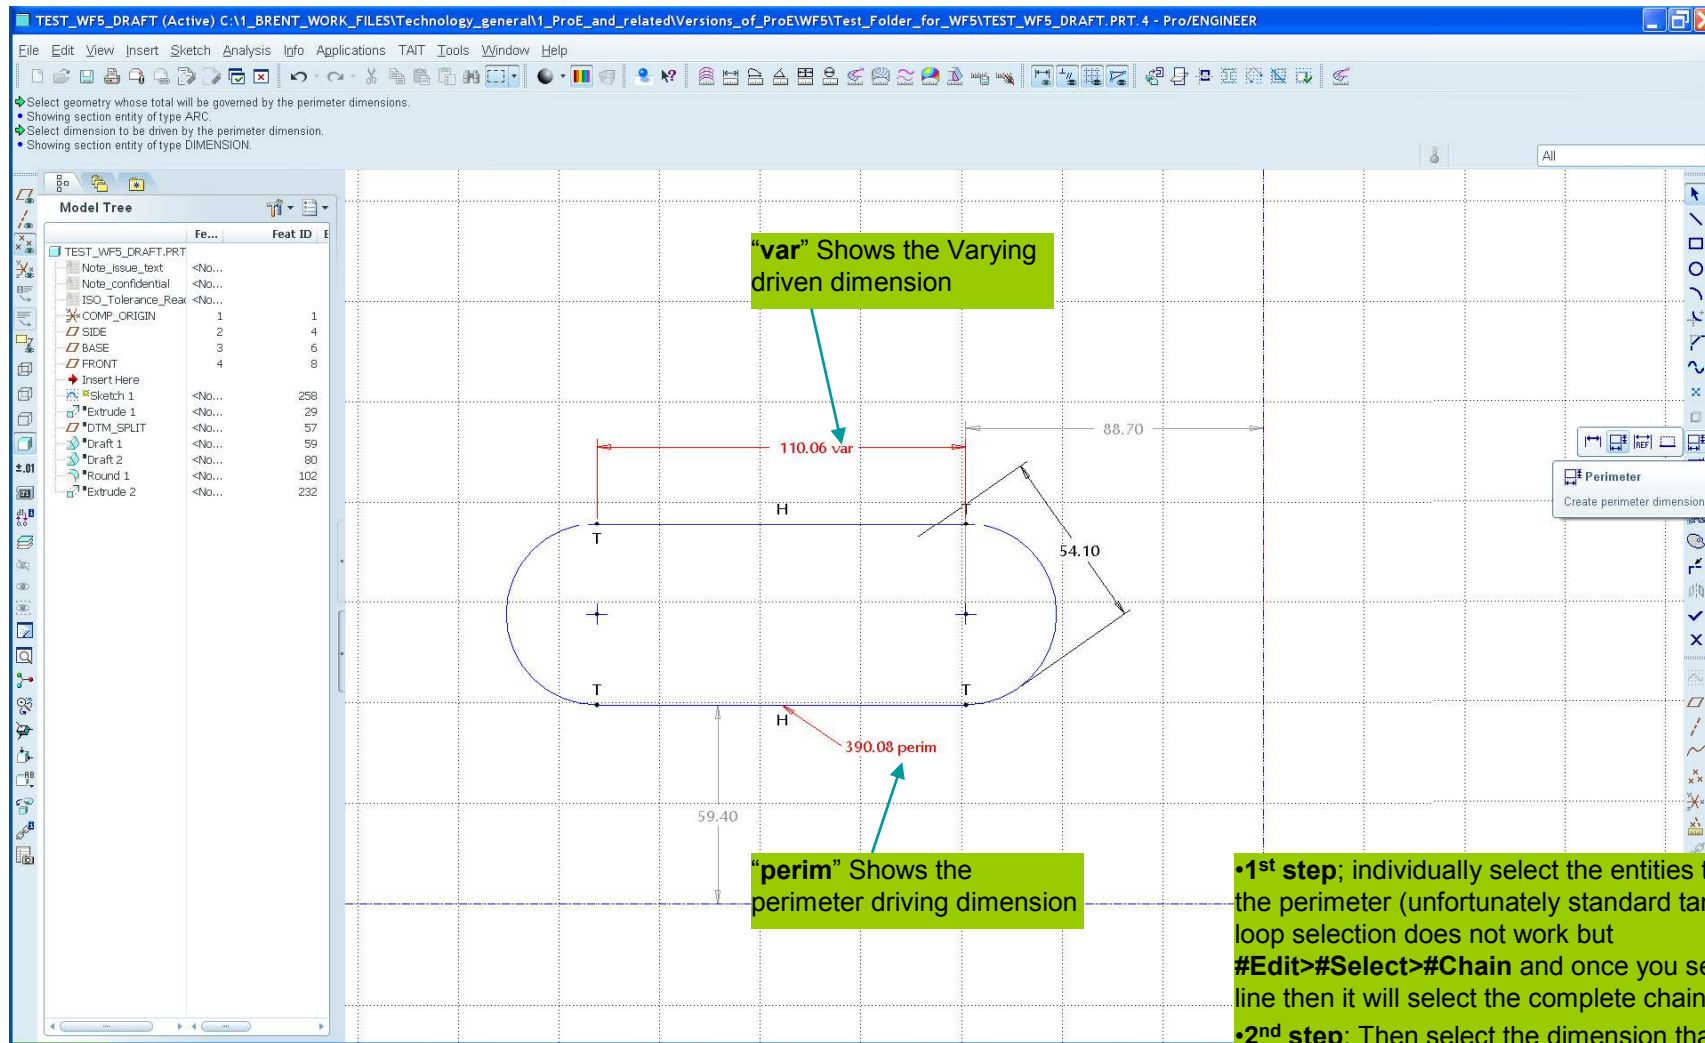 TEST_WF5_DRAFT (Active) C:\1_BRENT_WORK_FILES\Technology_general\1_ProE_and_related\Versions_of_ProE\WF5\Test_Folder_for_WF5\TEST_WF5_DRAFT.PRT.4 - Pro/ENGINEER
File Edit View Insert Sketch Analysis Info Applications TAIT Tools Window Help
Select geometry whose total will be governed by the perimeter dimensions.
• Showing section entity of type ARC.
Select dimension to be driven by the perimeter dimension.
• Showing section entity of type DIMENSION.
All
Model Tree
Fe... Feat ID E
TEST_WF5_DRAFT.PRT
Note_issue_text <No...
Note_confidential <No...
ISO_Tolerance_Rea <No...
COMP_ORIGIN 1 1
SIDE 2 4
BASE 3 6
FRONT 4 8
Insert Here
Sketch 1 <No... 258
Extrude 1 <No... 29
DTM_SPLIT <No... 57
Draft 1 <No... 59
Draft 2 <No... 80
Round 1 <No... 102
Extrude 2 <No... 232
“var” Shows the Varying
driven dimension
110.06 var
88.70
H
T
T
54.10
REF
Perimeter
Create perimeter dimension
T
T
H
390.08 perim
59.40
“perim” Shows the
perimeter driving dimension
•1st step; individually select the entities
the perimeter (unfortunately standard
loop selection does not work but
#Edit>#Select>#Chain and once you
line then it will select the complete chain
•2nd step: Then select the dimension